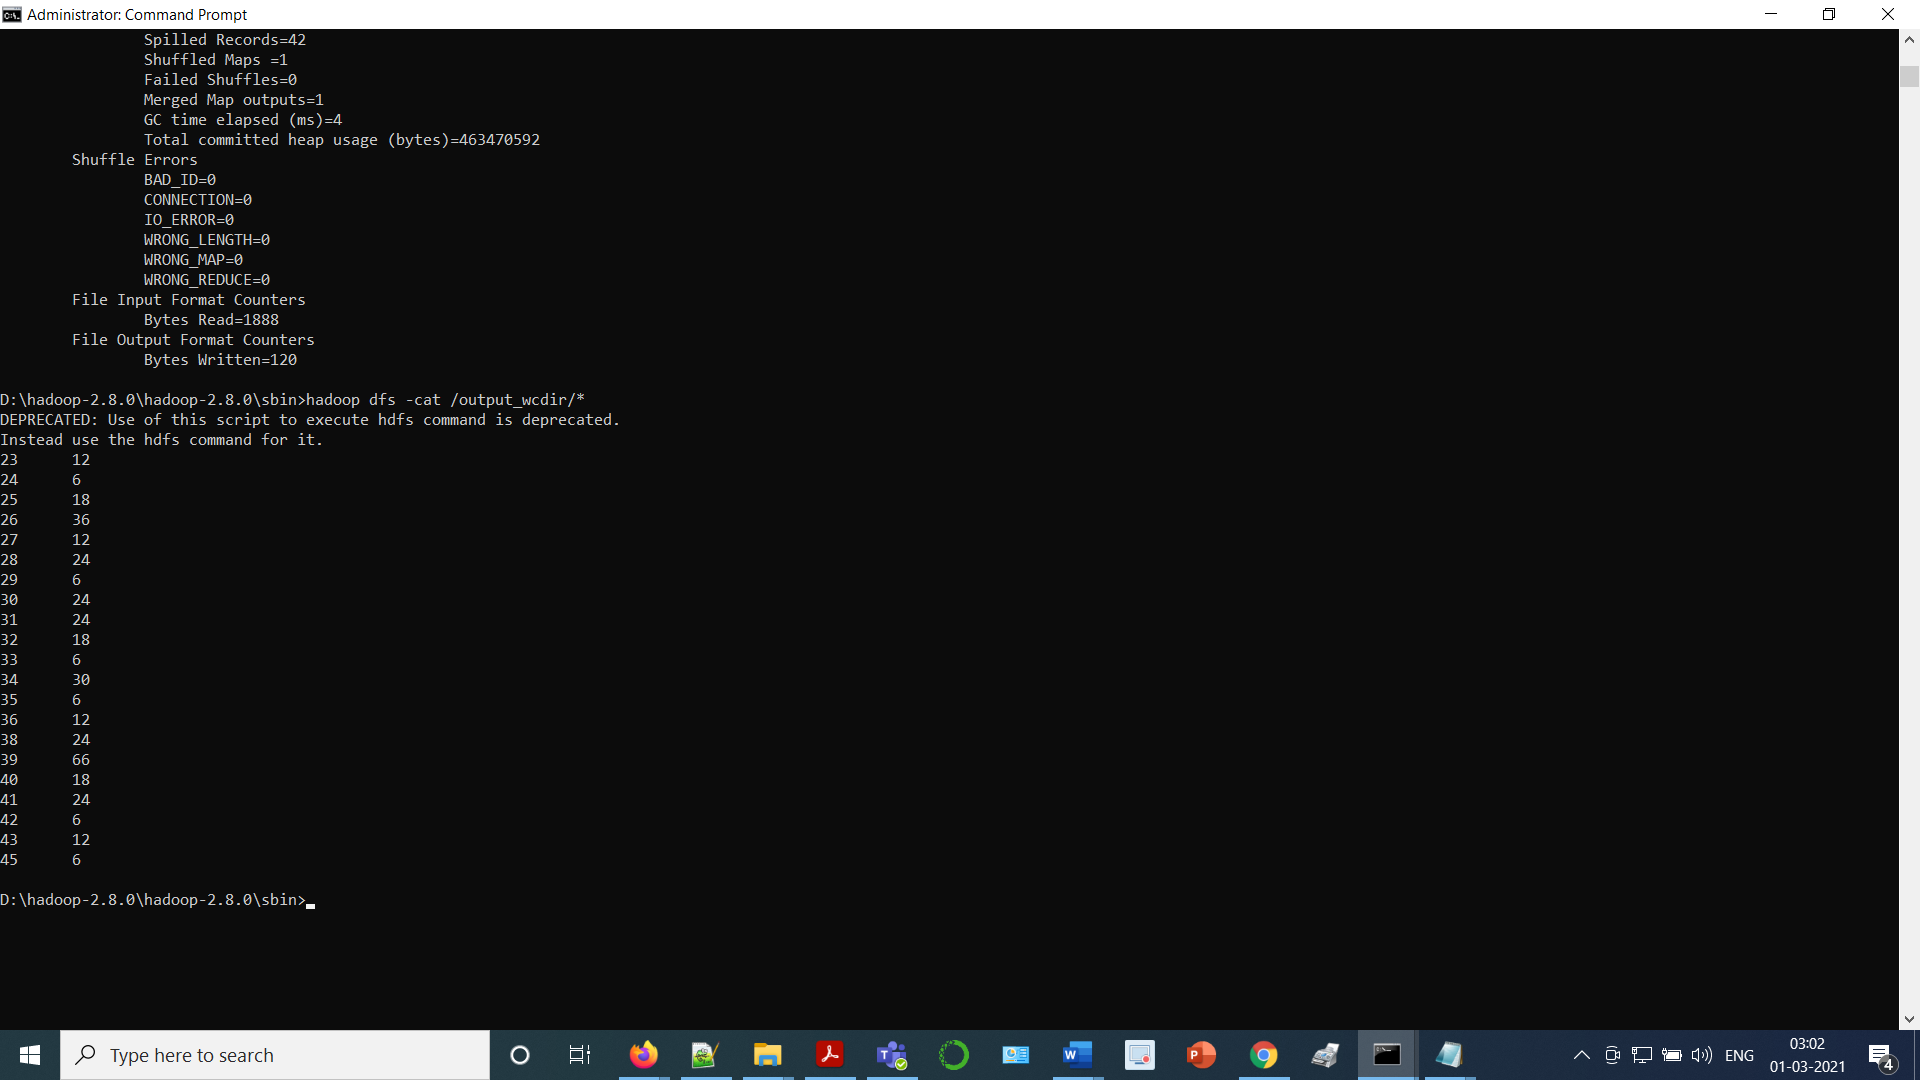 Administrator: Command Prompt
Spilled Records=42
Shuffled Maps =1
Failed Shuffles=0
Merged Map outputs=1
GC time elapsed (ms)=4
Total committed heap usage (bytes)=463470592
Shuffle Errors
BAD_ID=0
CONNECTION=0
IO_ERROR=0
WRONG_LENGTH=0
WRONG_MAP=0
WRONG_REDUCE=0
File Input Format Counters
Bytes Read=1888
File Output Format Counters
Bytes Written=120
D:\hadoop-2.8.0\hadoop-2.8.0\sbin>hadoop dfs -cat /output_wcdir/*
DEPRECATED: Use of this script to execute hdfs command is deprecated.
Instead use the hdfs command for it.
23 12
24 6
25 18
26 36
27 12
28 24
29 6
30 24
31 24
32 18
33 6
34 30
35 6
36 12
38 24
39 66
40 18
41 24
42 6
43 12
45 6
D:\hadoop-2.8.0\hadoop-2.8.0\sbin>
Type here to search
ENG
03:02
01-03-2021
4